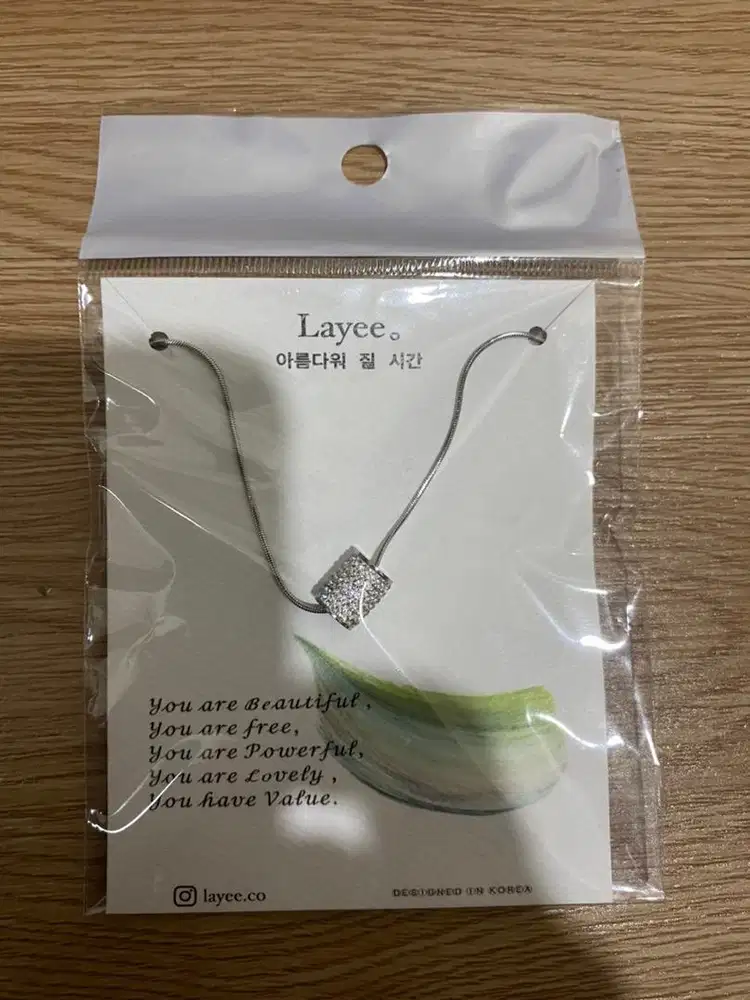 Layee.
아름다워 질 시간
You are Beautiful,
You are free,
You are Powerful,
You are Lovely,
You have Value.
layee.co
DESIGNED IN KOREA